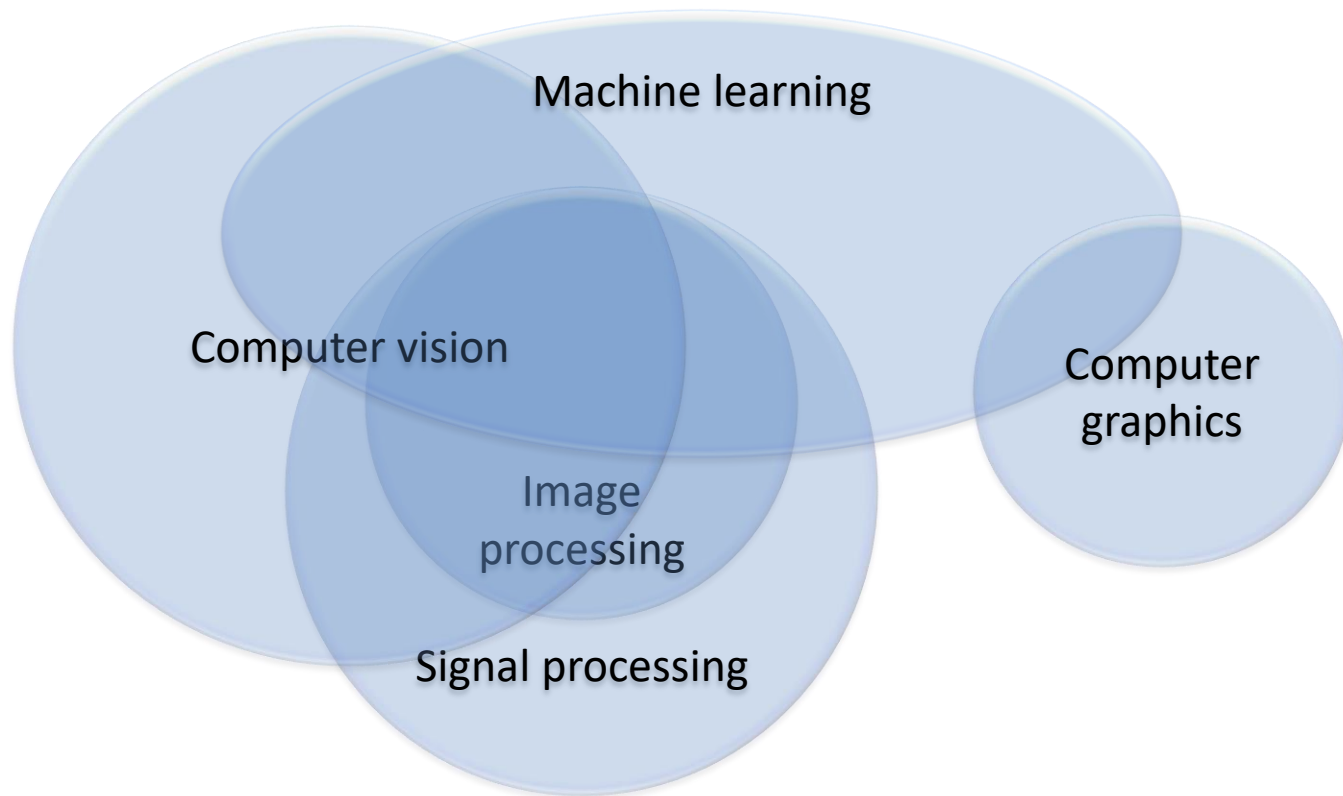 Machine learning
Computer vision
Computer
graphics
Image
processing
Signal processing